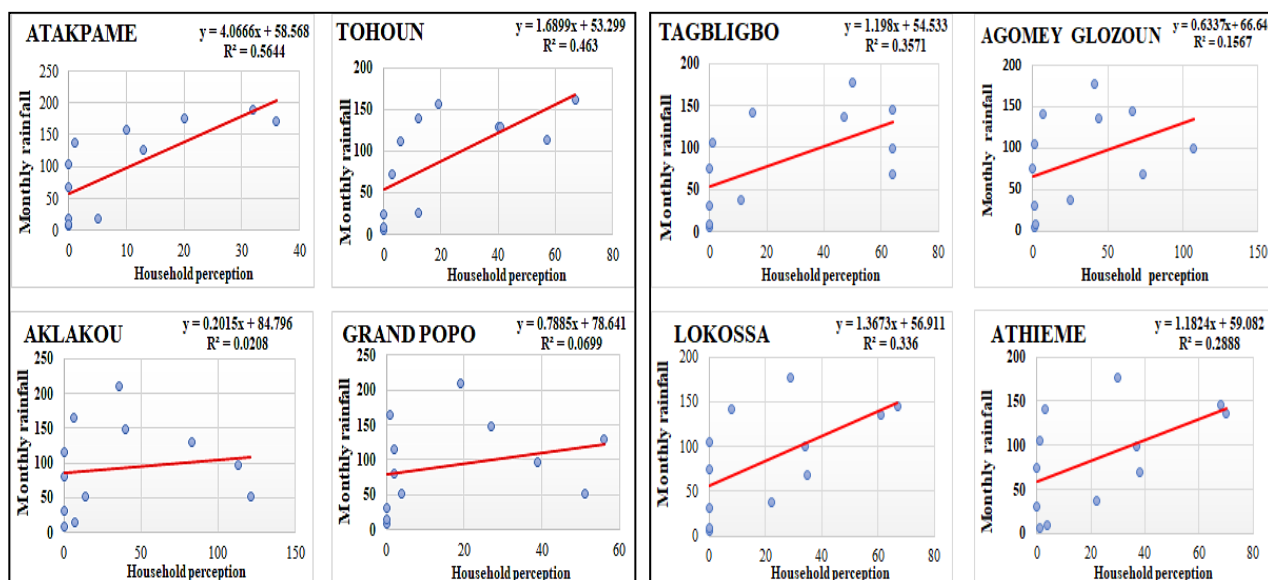 ATAKPAME
y = 4.0666x + 58.568
R² = 0.5644
250
200
150
100
50
0
0 10 20 30 40
Monthly rainfall
Household perception
TOHOUN
y = 1.6899x + 53.299
R² = 0.463
200
150
100
50
0
0 20 40 60 80
Monthly rainfall
Household perception
TAGBLIGBO
y = 1.198x + 54.533
R² = 0.3571
200
150
100
50
0
0 20 40 60 80
Monthly rainfall
Household perception
AGOMEY GLOZOUN
y = 0.6337x + 66.64
R² = 0.1567
200
150
100
50
0
0 50 100 150
Monthly rainfall
Household perception
AKLAKOU
y = 0.2015x + 84.796
R² = 0.0208
250
200
150
100
50
0
0 50 100 150
Monthly rainfall
Household perception
GRAND POPO
y = 0.7885x + 78.641
R² = 0.0699
250
200
150
100
50
0
0 20 40 60
Monthly rainfall
Household perception
LOKOSSA
y = 1.3673x + 56.911
R² = 0.336
200
150
100
50
0
0 20 40 60 80
Monthly rainfall
Household perception
ATHIEME
y = 1.1824x + 59.082
R² = 0.2888
200
150
100
50
0
0 20 40 60 80
Monthly rainfall
Household perception